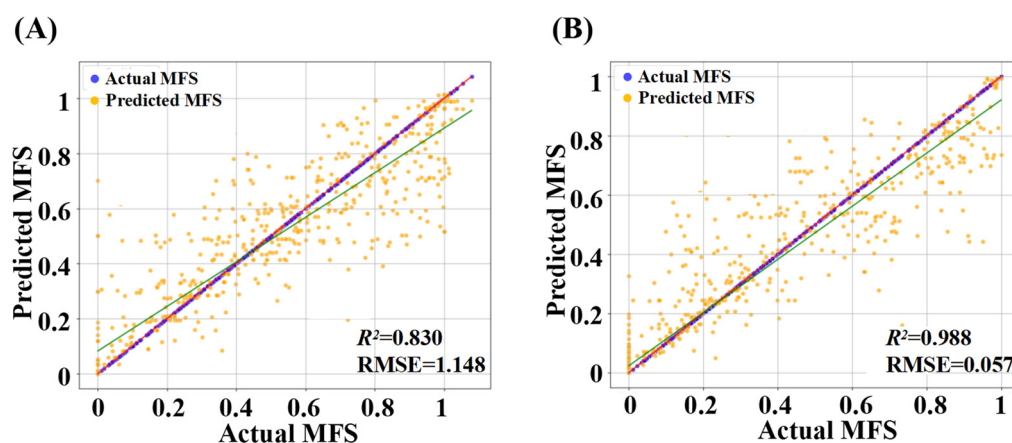 (A)
Actual MFS
Predicted MFS
1
0.8
0.6
0.4
0.2
0
Predicted MFS
R²=0.830
RMSE=1.148
0 0.2 0.4 0.6 0.8 1
Actual MFS
(B)
Actual MFS
Predicted MFS
1
0.8
0.6
0.4
0.2
0
Predicted MFS
R²=0.988
RMSE=0.057
0 0.2 0.4 0.6 0.8 1
Actual MFS